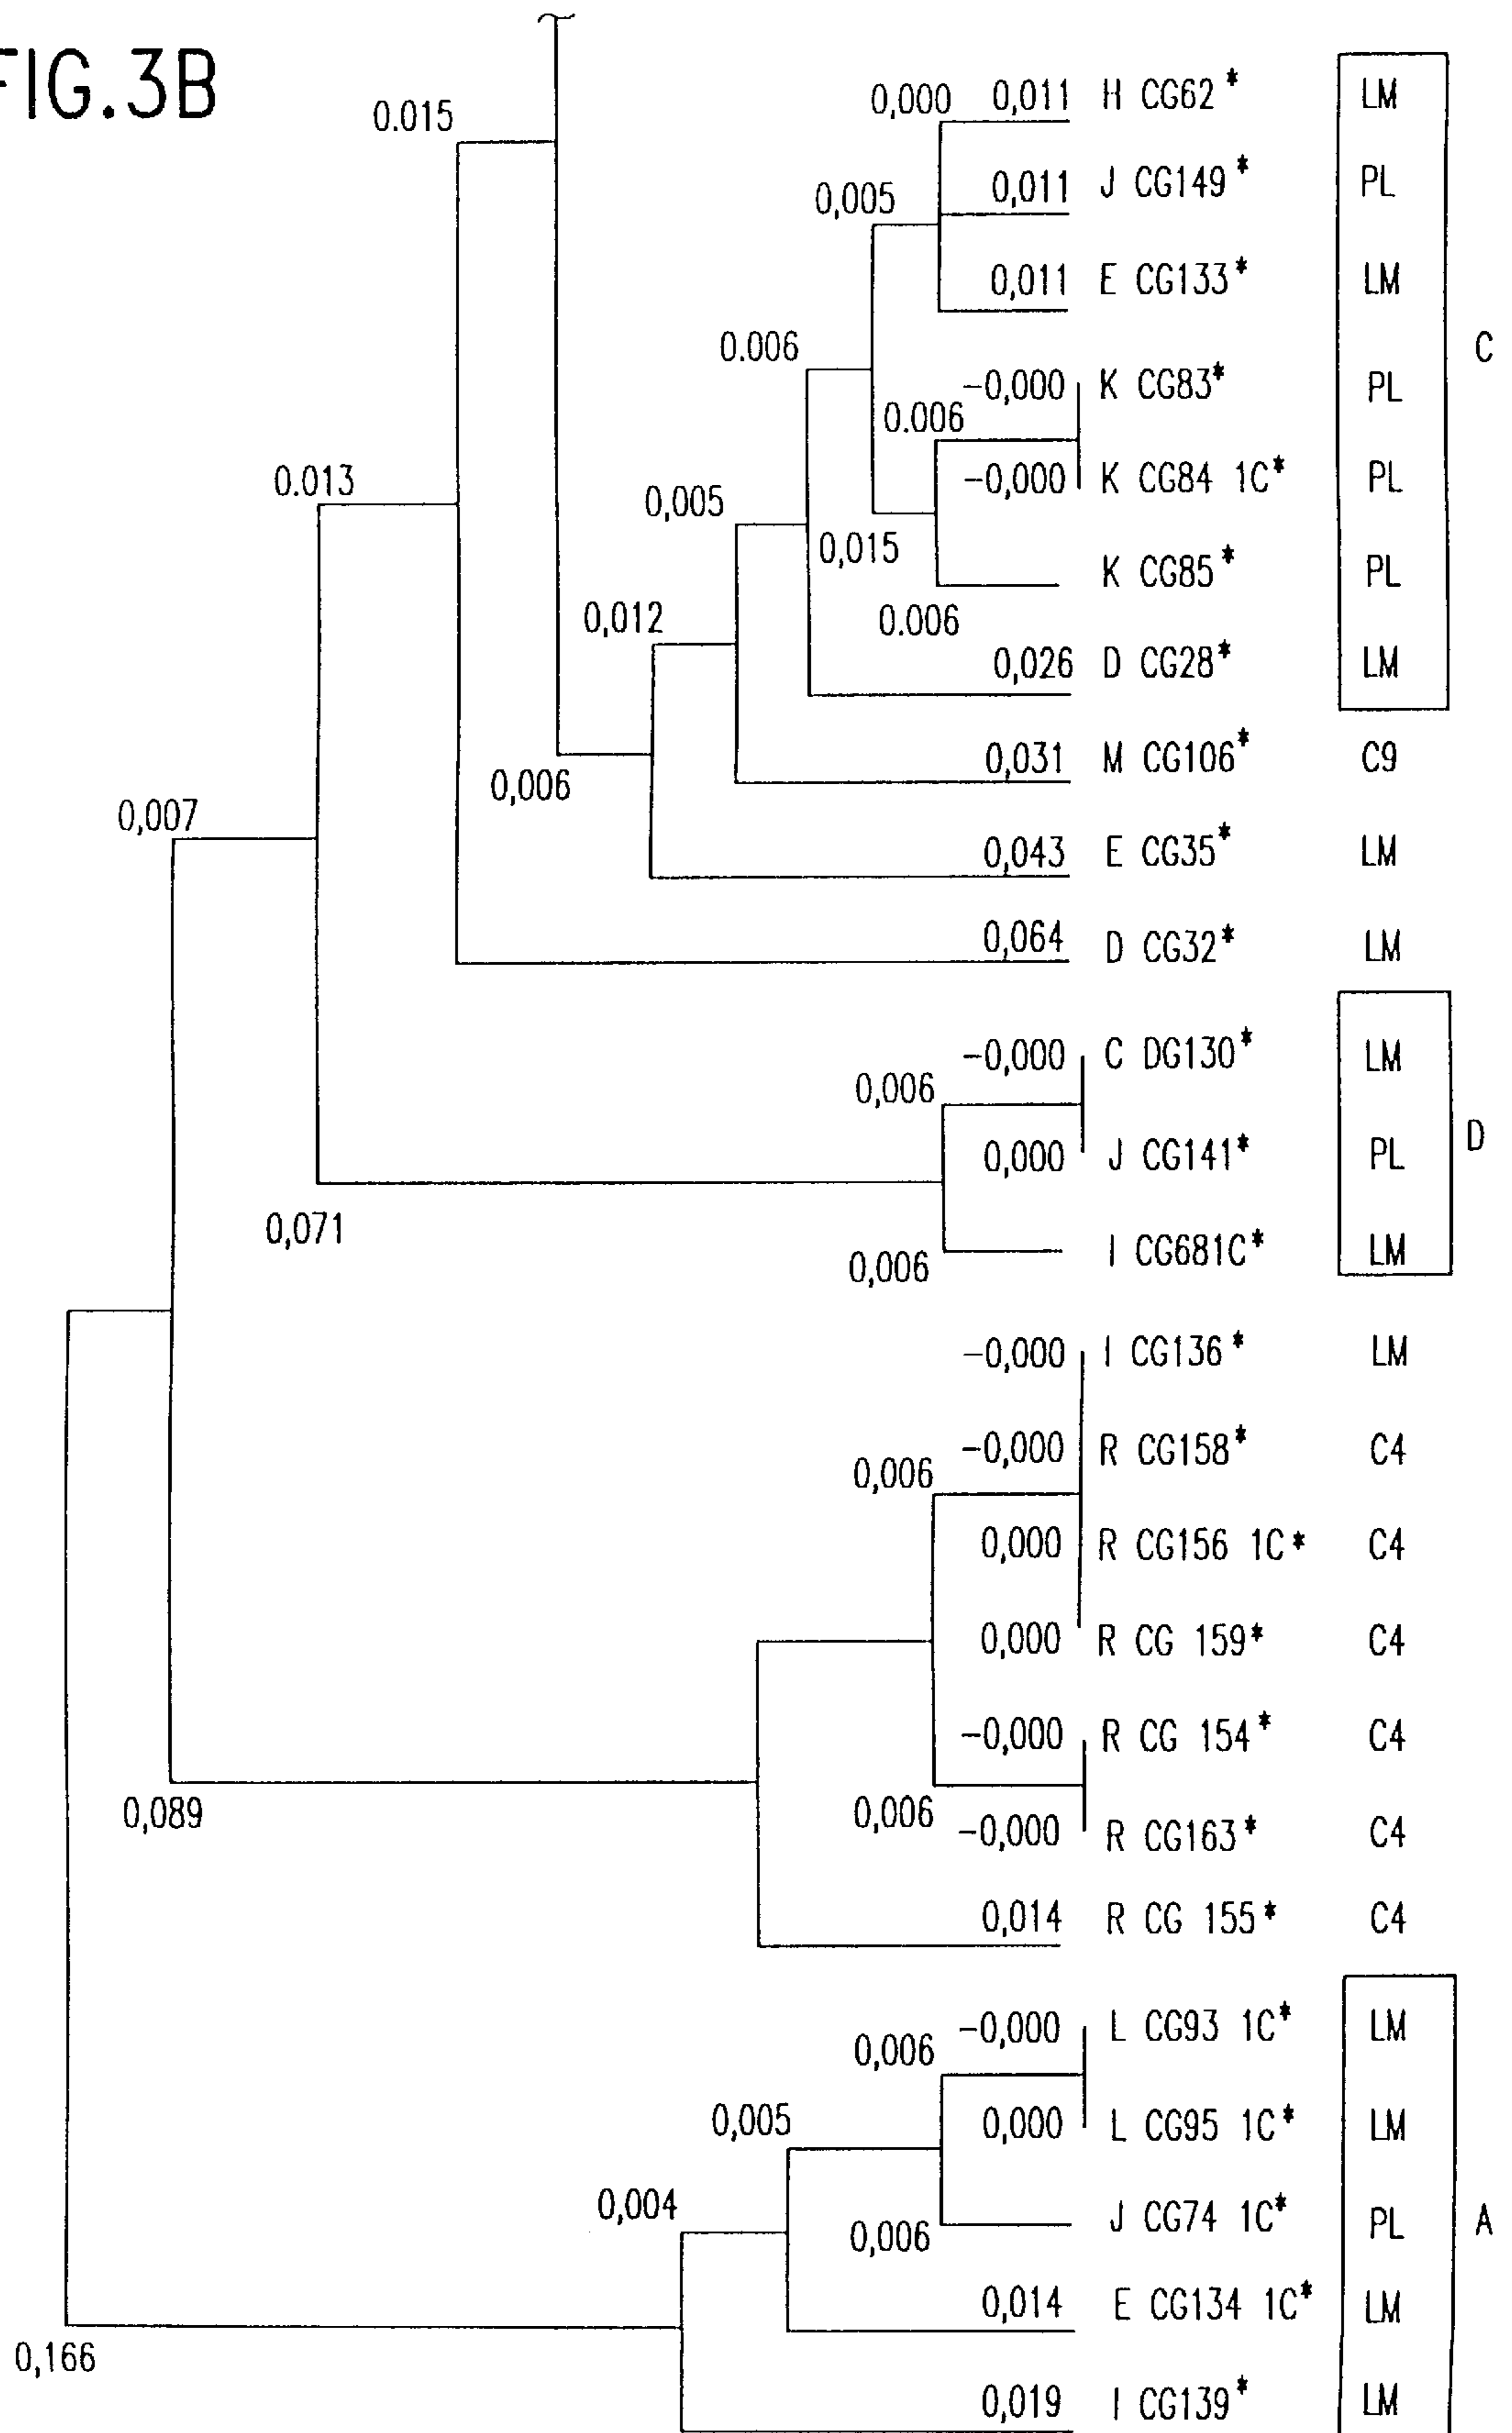 FIG.3B
0.015
0,000 0,011 H CG62* LM
0,005 0,011 J CG149* PL
0,011 E CG133* LM
C
0.006
-0,000 K CG83* PL
0.006
0.013 -0,000 K CG84 1C* PL
0,005
0,015 K CG85* PL
0,012 0.006
0,026 D CG28* LM
0,006 0,031 M CG106* C9
0,007
0,043 E CG35* LM
0,064 D CG32* LM
-0,000 C DG130* LM
0,006
D
0,000 J CG141* PL
0,071
0,006 I CG681C* LM
-0,000 I CG136* LM
0,006 -0,000 R CG158* C4
0,000 R CG156 1C* C4
0,000 R CG 159* C4
-0,000 R CG 154* C4
0,089 0,006 -0,000 R CG163* C4
0,014 R CG 155* C4
-0,000 L CG93 1C* LM
0,006
0,005 0,000 L CG95 1C* LM
0,004 J CG74 1C* PL A
0,006
0,014 E CG134 1C* LM
0,166
0,019 I CG139* LM